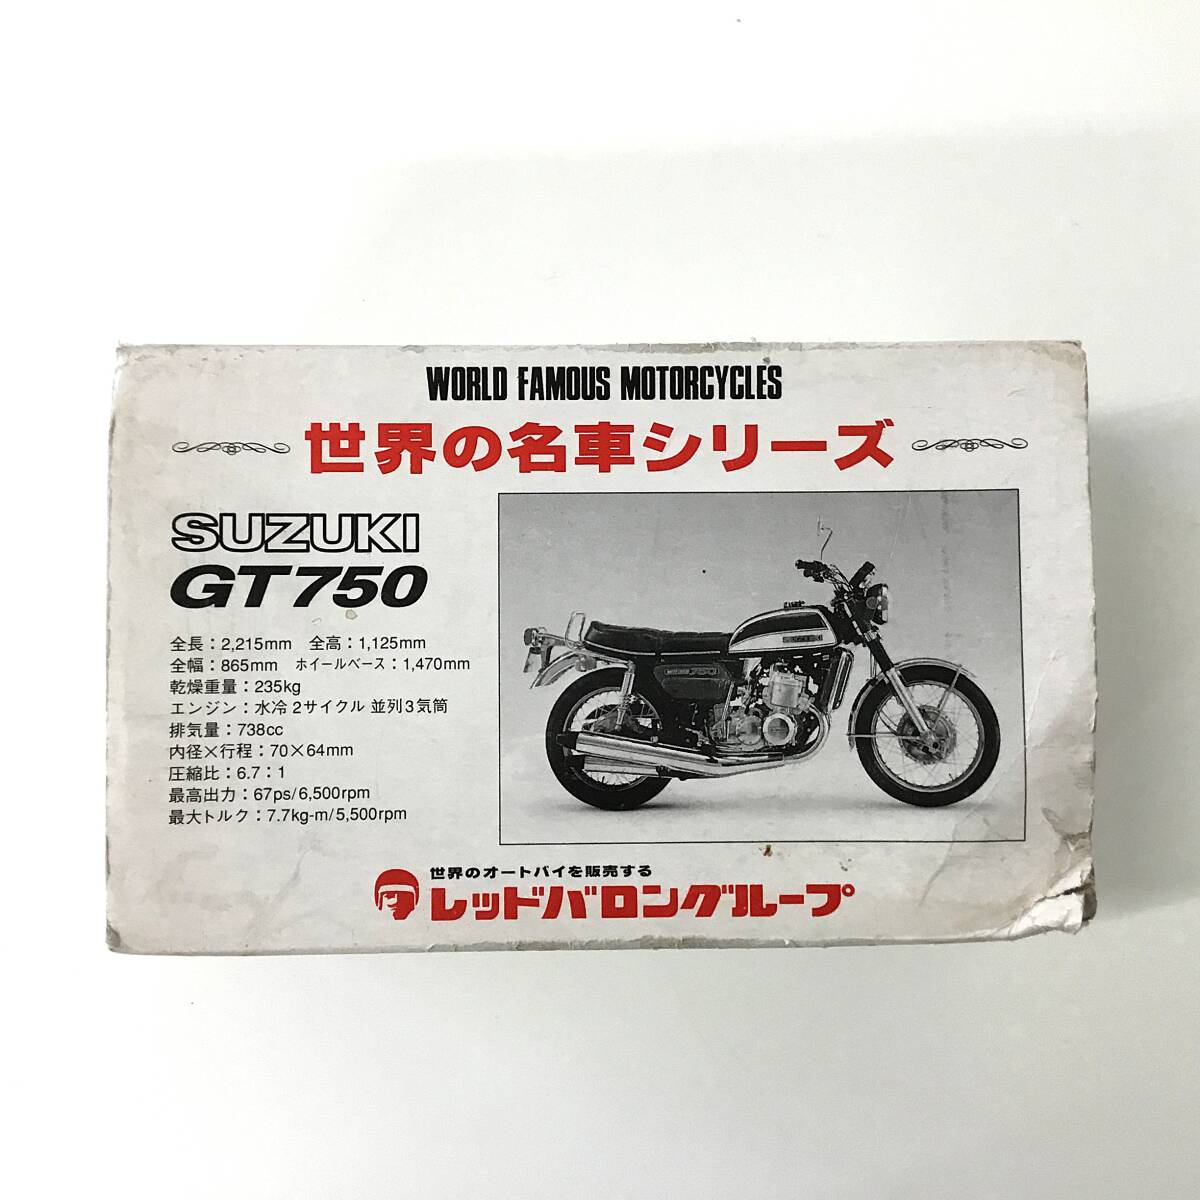 WORLD FAMOUS MOTORCYCLES
世界の名車シリーズ
SUZUKI
GT750
全長：2,215mm 全高：1,125mm
全幅：865mm ホイールベース：1,470mm
乾燥重量：235kg
エンジン：水冷2サイクル 並列3気筒
排気量：738cc
内径×行程：70×64mm
圧縮比：6.7：1
最高出力：67ps/6,500rpm
最大トルク：7.7kg-m/5,500rpm
SUZUKI
750
世界のオートバイを販売する
レッドバロングループ